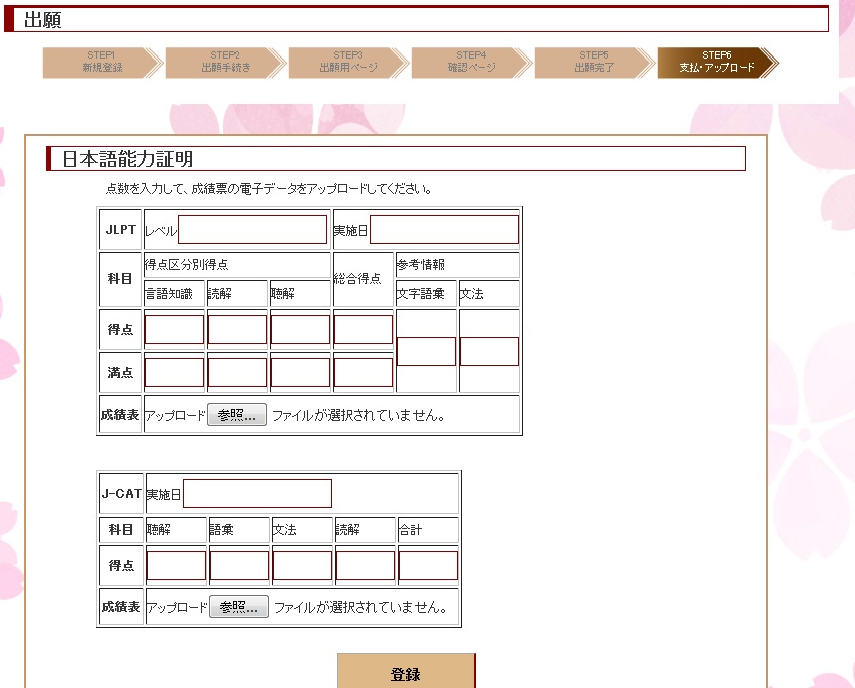 出願
STEP1 STEP2 STEP3 STEP4 STEP5 STEP6
新規登録 出願手続き 出願用ページ 確認ページ 出願完了 支払・アップロード
日本語能力証明
点数を入力して、成績票の電子データをアップロードしてください。
JLPT レベル 実施日
科目 得点区分別得点 総合得点 参考情報
言語知識 読解 聴解 文字語彙 文法
得点
満点
成績表 アップロード 参照... ファイルが選択されていません。
J-CAT 実施日
科目 聴解 語彙 文法 読解 合計
得点
成績表 アップロード 参照... ファイルが選択されていません。
登録